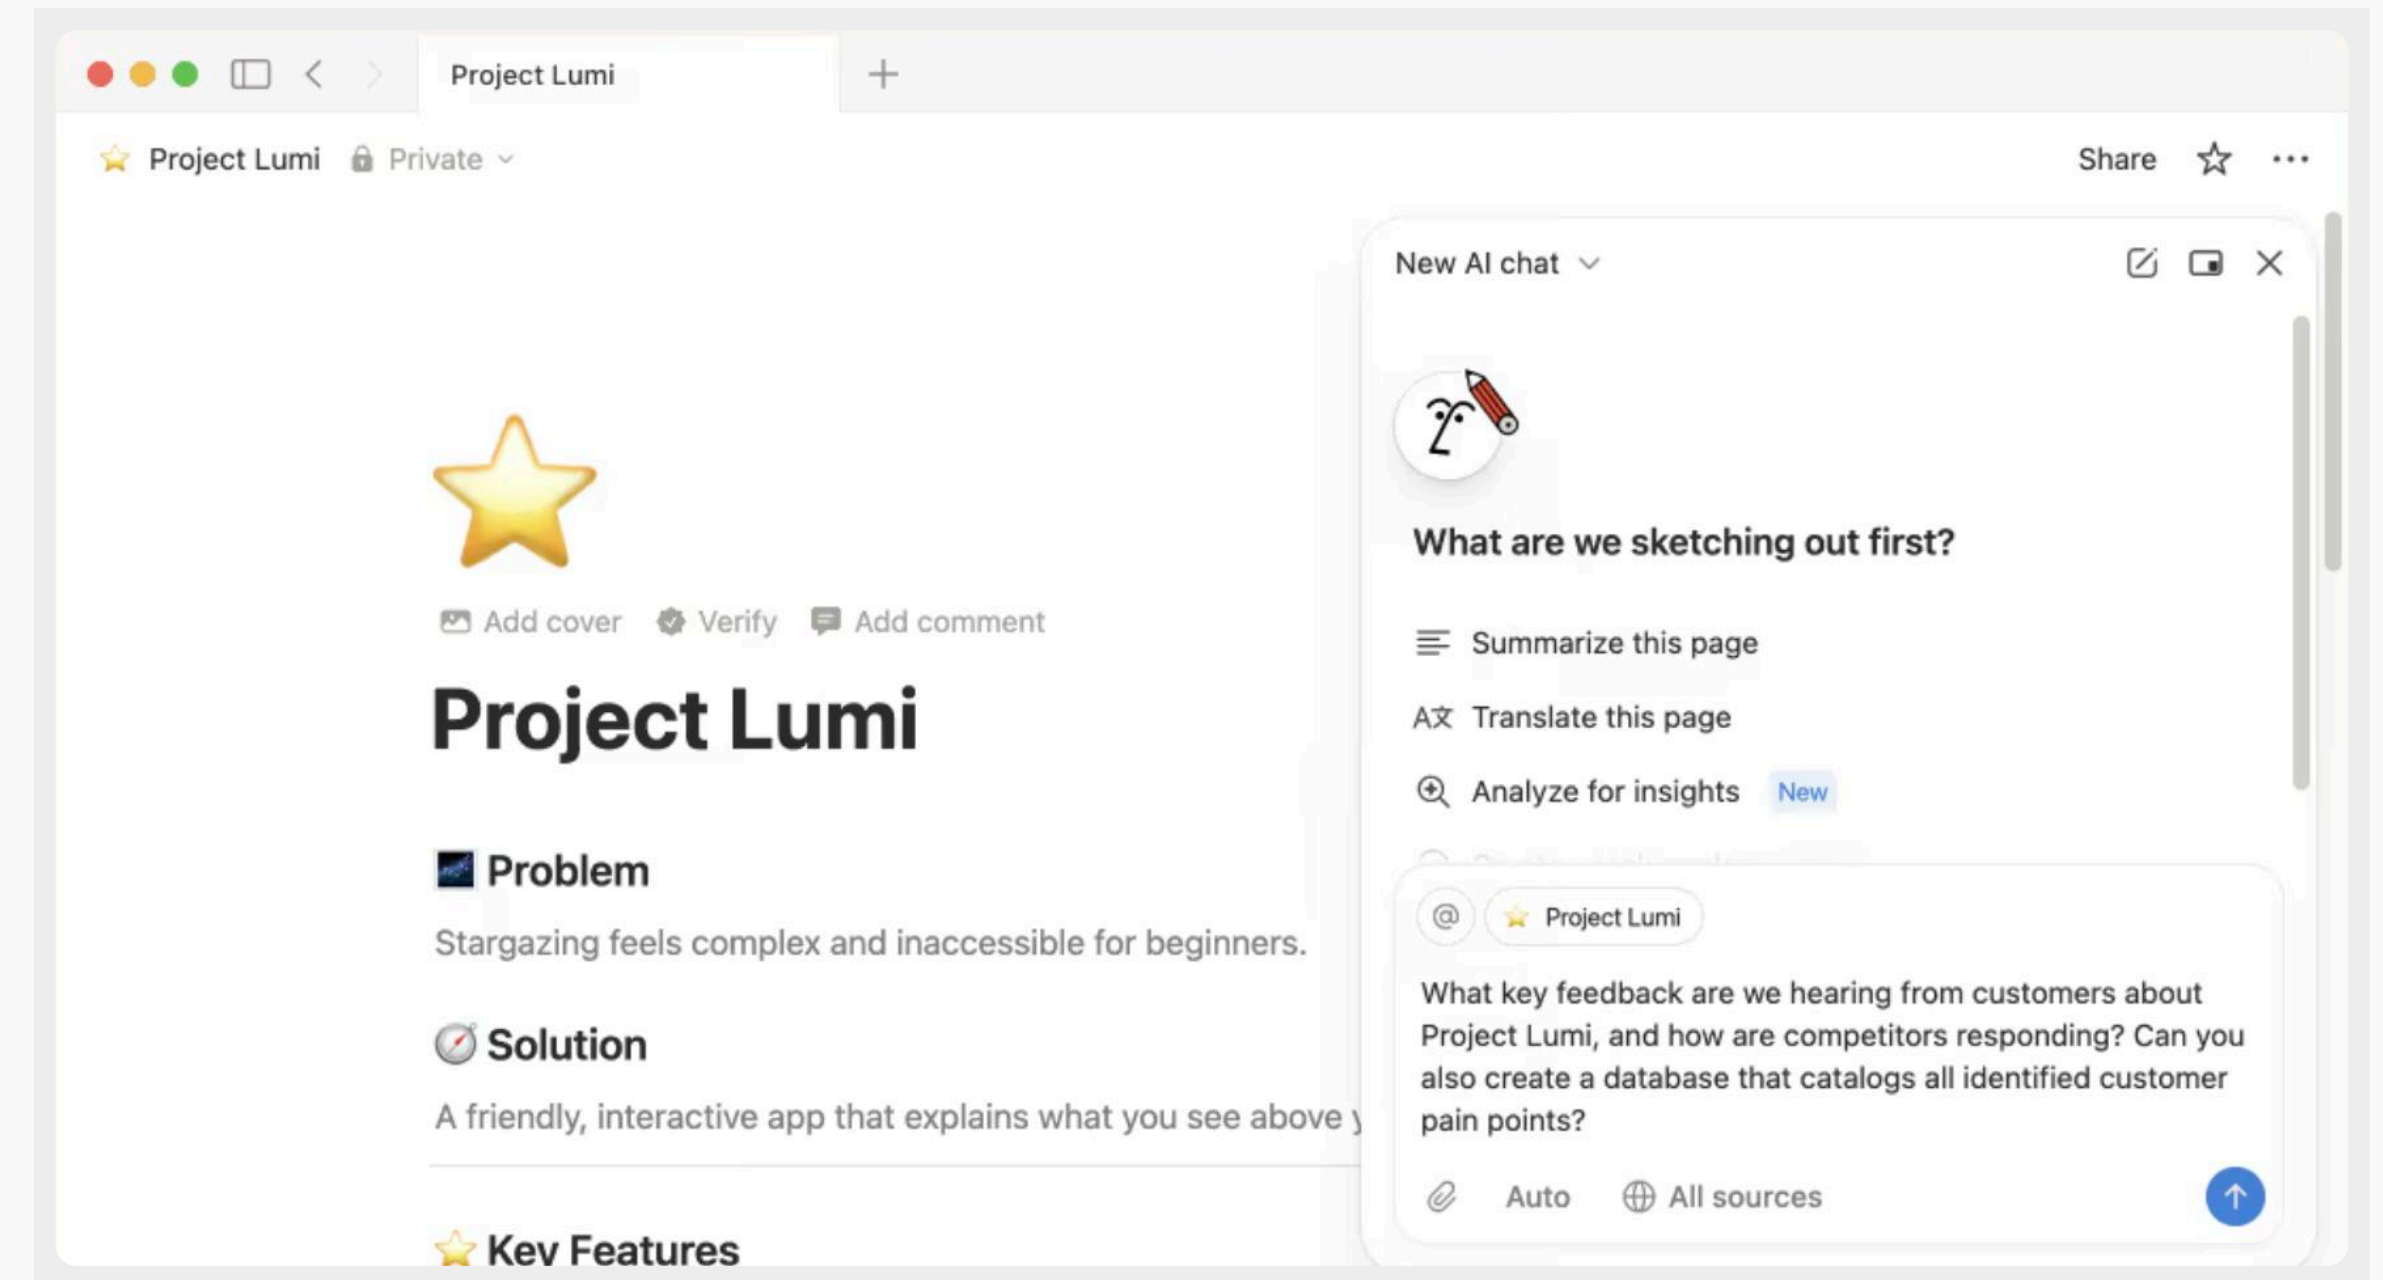 Project Lumi
Project Lumi Private
Share
Add cover Verify Add comment
Project Lumi
Problem
Stargazing feels complex and inaccessible for beginners.
Solution
A friendly, interactive app that explains what you see above
Key Features
New AI chat
What are we sketching out first?
Summarize this page
A文 Translate this page
Analyze for insights New
@ Project Lumi
What key feedback are we hearing from customers about
Project Lumi, and how are competitors responding? Can you
also create a database that catalogs all identified customer
pain points?
Auto All sources